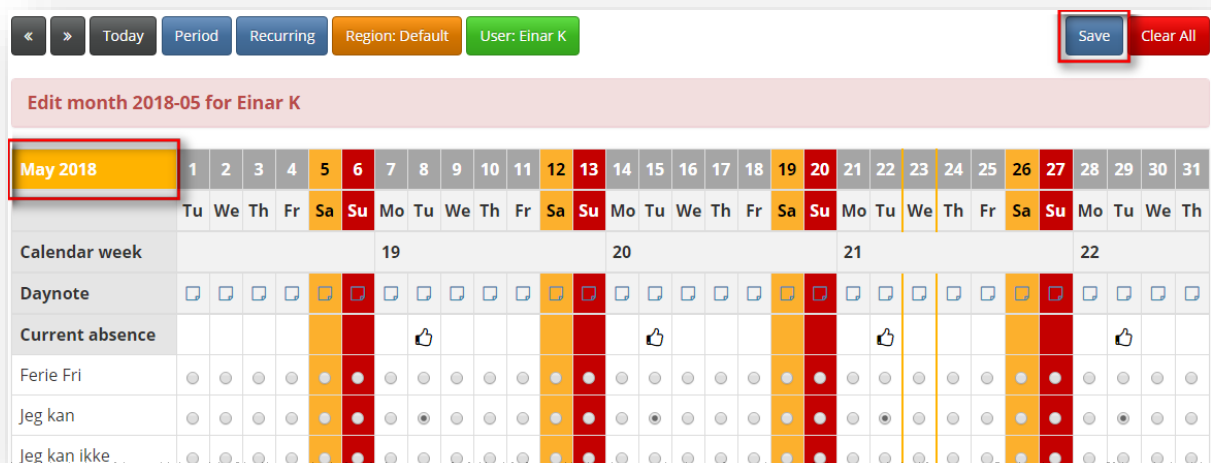 « » Today Period Recurring Region: Default User: Einar K Save Clear All
Edit month 2018-05 for Einar K
May 2018 1 2 3 4 5 6 7 8 9 10 11 12 13 14 15 16 17 18 19 20 21 22 23 24 25 26 27 28 29 30 31
Tu We Th Fr Sa Su Mo Tu We Th Fr Sa Su Mo Tu We Th Fr Sa Su Mo Tu We Th Fr Sa Su Mo Tu We Th
Calendar week 19 20 21 22
Daynote
Current absence
Ferie Fri
Jeg kan
Jeg kan ikke